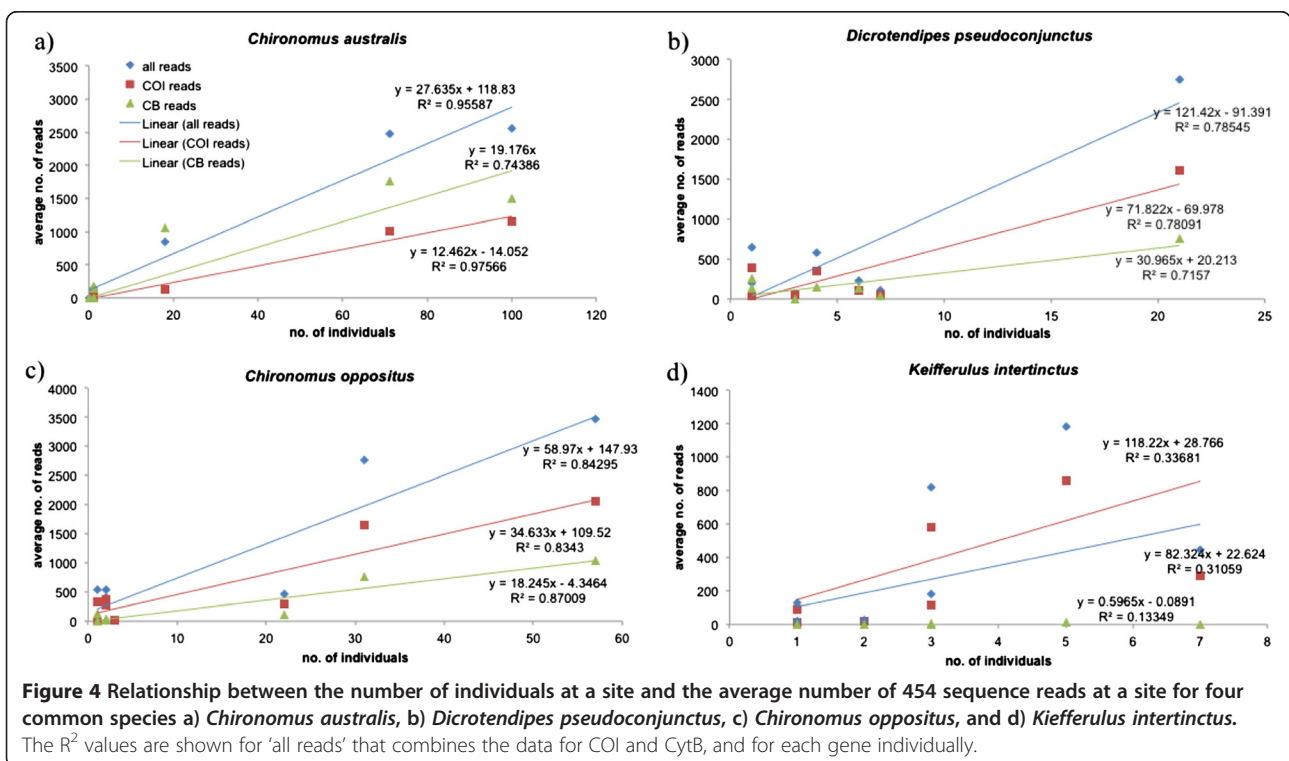 a)
Chironomus australis
all reads
COI reads
CB reads
Linear (all reads)
Linear (COI reads)
Linear (CB reads)
y = 27.635x + 118.83
R² = 0.95587
y = 19.176x
R² = 0.74386
y = 12.462x - 14.052
R² = 0.97566
average no. of reads
3500
3000
2500
2000
1500
1000
500
0
0 20 40 60 80 100 120
no. of individuals
b)
Dicrotendipes pseudoconjunctus
y = 121.42x - 91.391
R² = 0.78545
y = 71.822x - 69.978
R² = 0.78091
y = 30.965x + 20.213
R² = 0.7157
average no. of reads
3000
2500
2000
1500
1000
500
0
0 5 10 15 20 25
no. of individuals
c)
Chironomus oppositus
y = 58.97x + 147.93
R² = 0.84295
y = 34.633x + 109.52
R² = 0.8343
y = 18.245x - 4.3464
R² = 0.87009
average no. of reads
4000
3500
3000
2500
2000
1500
1000
500
0
0 10 20 30 40 50 60
no. of individuals
d)
Keifferulus intertinctus
y = 118.22x + 28.766
R² = 0.33681
y = 82.324x + 22.624
R² = 0.31059
y = 0.5965x - 0.0891
R² = 0.13349
average no. of reads
1400
1200
1000
800
600
400
200
0
0 1 2 3 4 5 6 7 8
no. of individuals
Figure 4 Relationship between the number of individuals at a site and the average number of 454 sequence reads at a site for four
common species a) Chironomus australis, b) Dicrotendipes pseudoconjunctus, c) Chironomus oppositus, and d) Kiefferulus intertinctus.
The R² values are shown for 'all reads' that combines the data for COI and CytB, and for each gene individually.